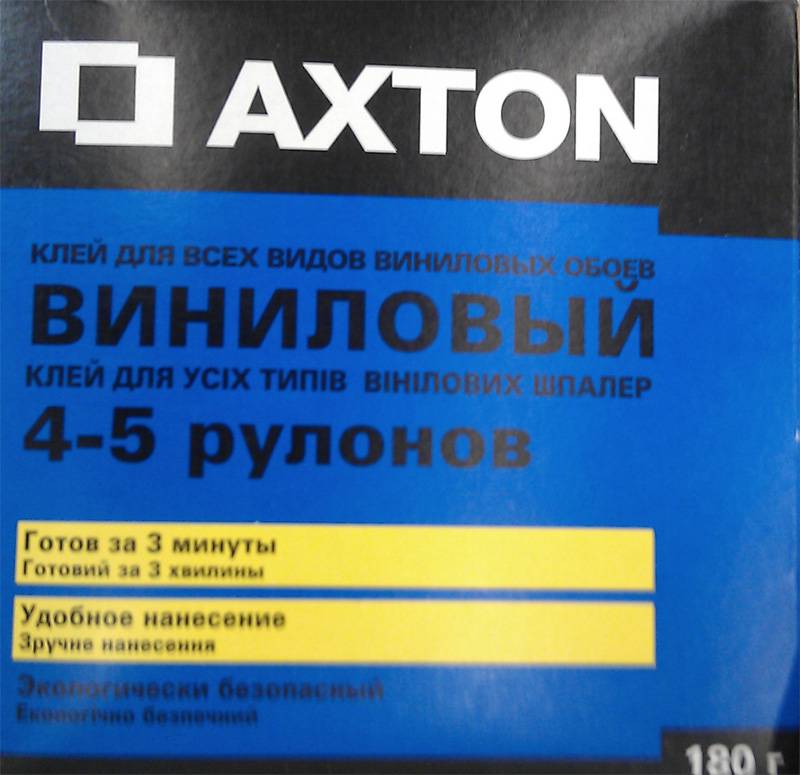 AXTON
КЛЕЙ ДЛЯ ВСЕХ ВИДОВ ВИНИЛОВЫХ ОБОЕВ
ВИНИЛОВЫЙ
КЛЕЙ ДЛЯ УСІХ ТИПІВ ВІНІЛОВИХ ШПАЛЕР
4-5 рулонов
Готов за 3 минуты
Готовий за 3 хвилины
Удобное нанесение
Зручне нанесення
Экологически безопасный
Екологічно безпечний
180 г